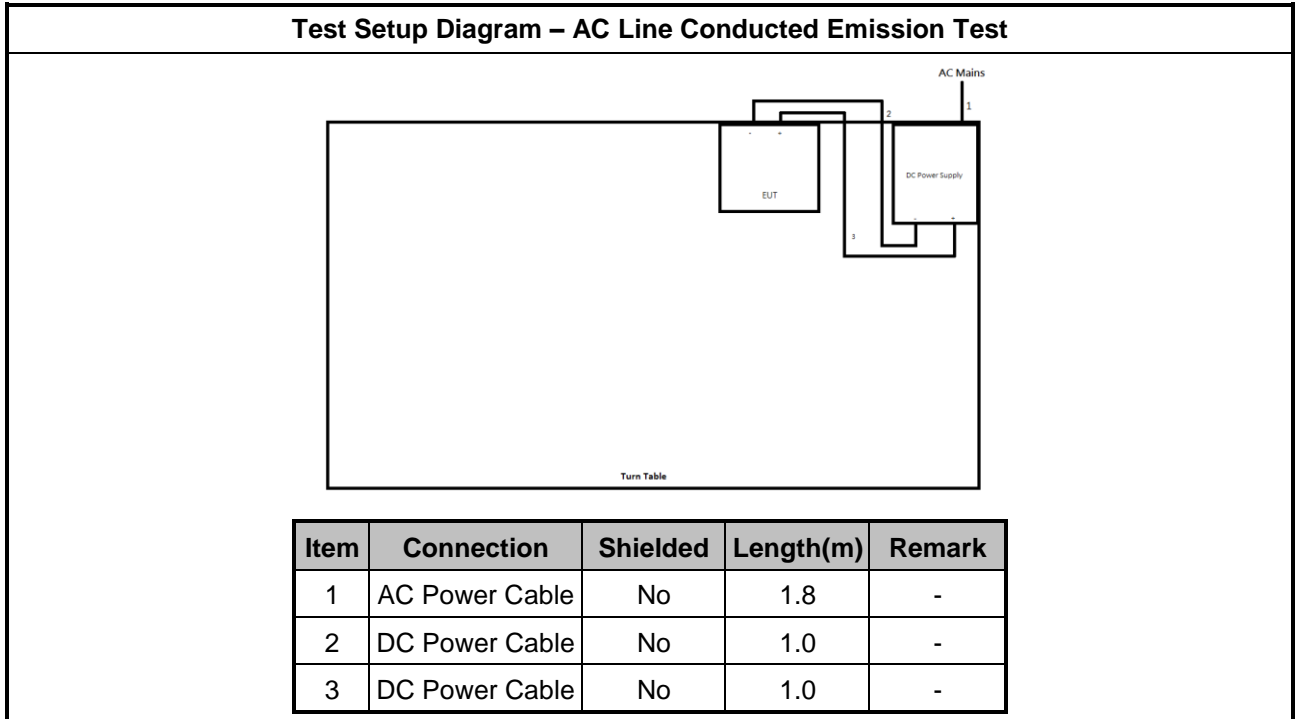 Test Setup Diagram – AC Line Conducted Emission Test
AC Mains
1
2
- +
DC Power Supply
EUT
- +
3
Turn Table
Item Connection Shielded Length(m) Remark
1 AC Power Cable No 1.8 -
2 DC Power Cable No 1.0 -
3 DC Power Cable No 1.0 -